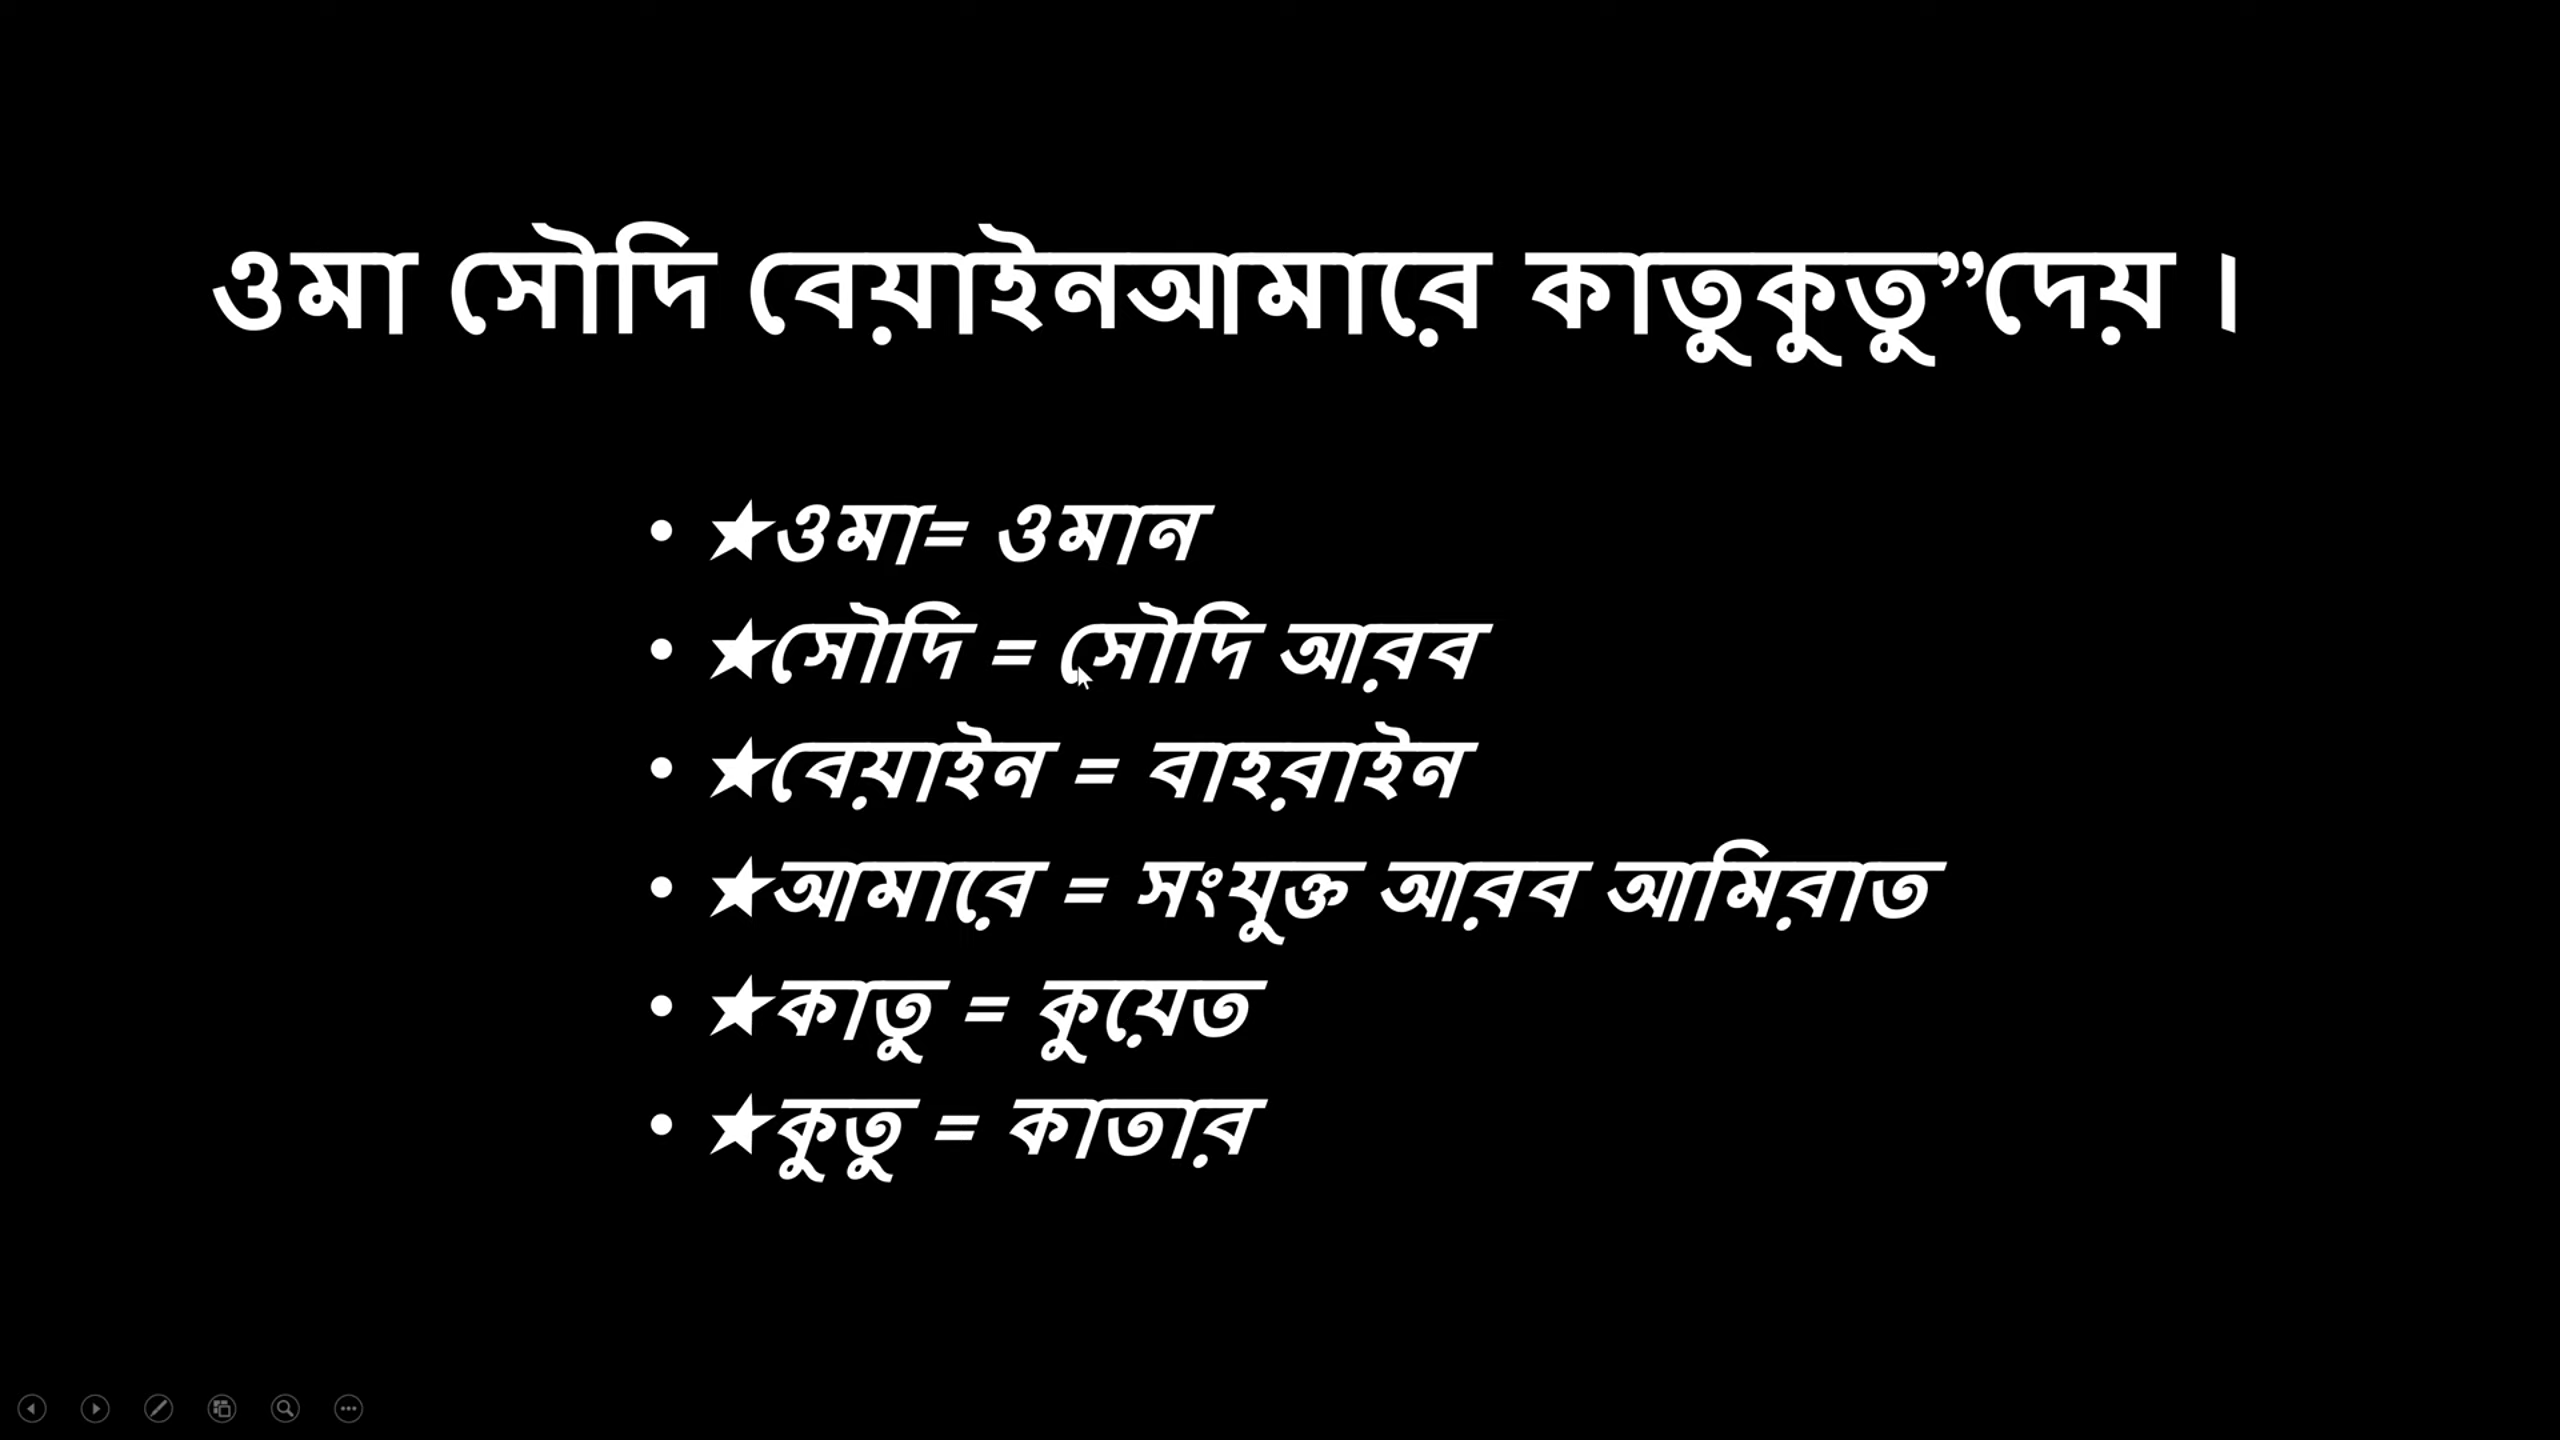 ওমা সৌদি বেয়াইনআমারে কাতুকুতু”দেয় ।
• ★ওমা= ওমান
• ★সৌদি = সৌদি আরব
• ★বেয়াইন = বাহরাইন
• ★আমারে = সংযুক্ত আরব আমিরাত
• ★কাতু = কুয়েত
• ★কুতু = কাতার